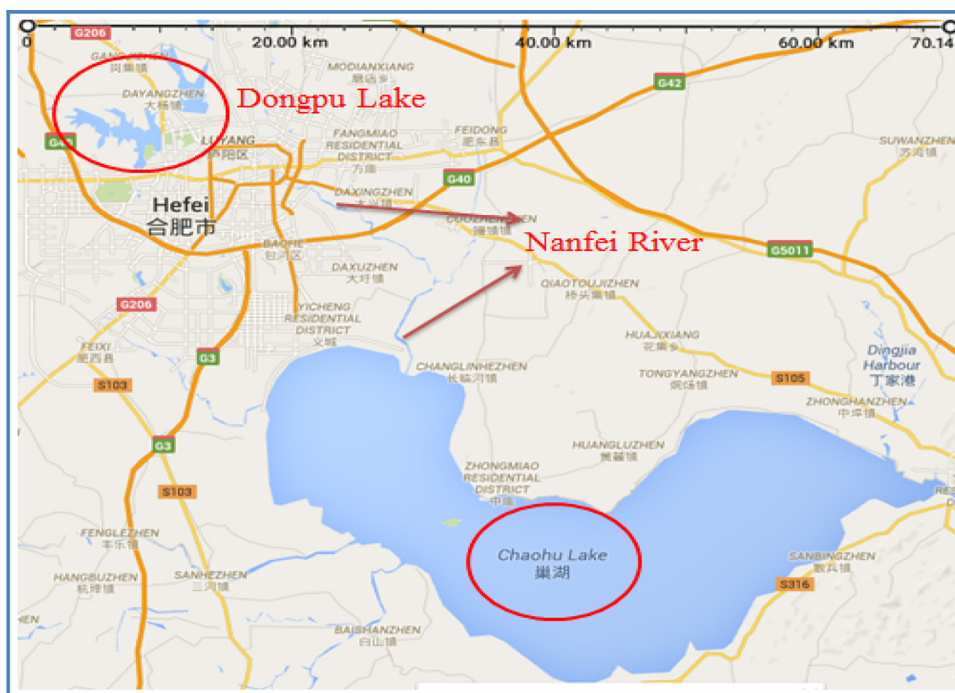 0
20.00 km
40.00 km
60.00 km
70.14
G206
岗集镇
MODIANXIANG
磨店乡
G42
DAYANGZHEN
大杨镇
Dongpu Lake
LUYANG
庐阳区
FANGMIAO
RESIDENTIAL
DISTRICT
方庙
FEIDONG
肥东县
SUWANZHEN
苏湾镇
G40
Hefei
合肥市
DAXINGZHEN
大兴镇
撮镇镇
Nanfei River
BAOHE
包河区
G5011
DAXUZHEN
大圩镇
QIAOTOUJIZHEN
桥头集镇
G206
YICHENG
RESIDENTIAL
DISTRICT
义城
HUAJIXIANG
花集乡
FEIXI
肥西县
G3
S103
CHANGLINHEZHEN
长临河镇
TONGYANGZHEN
炯炀镇
S105
Dingjia
Harbour
丁家港
ZHONGHANZHEN
中垾镇
G3
HUANGLUZHEN
黄麓镇
S103
ZHONGMIAO
RESIDENTIAL
DISTRICT
中庙
Chaohu Lake
巢湖
FENGLEZHEN
丰乐镇
SANBINGZHEN
散兵镇
HANGBUZHEN
杭埠镇
SANHEZHEN
三河镇
S316
BAISHANZHEN
白山镇